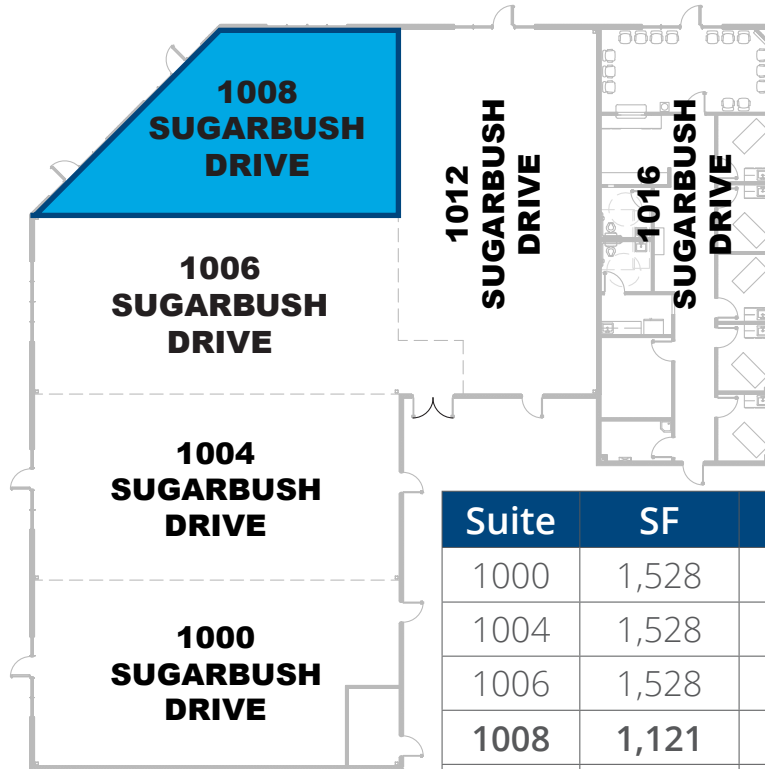 1008
SUGARBUSH
DRIVE
1012
SUGARBUSH
DRIVE
1016
SUGARBUSH
DRIVE
1006
SUGARBUSH
DRIVE
1004
SUGARBUSH
DRIVE
1000
SUGARBUSH
DRIVE
Suite SF
1000 1,528
1004 1,528
1006 1,528
1008 1,121